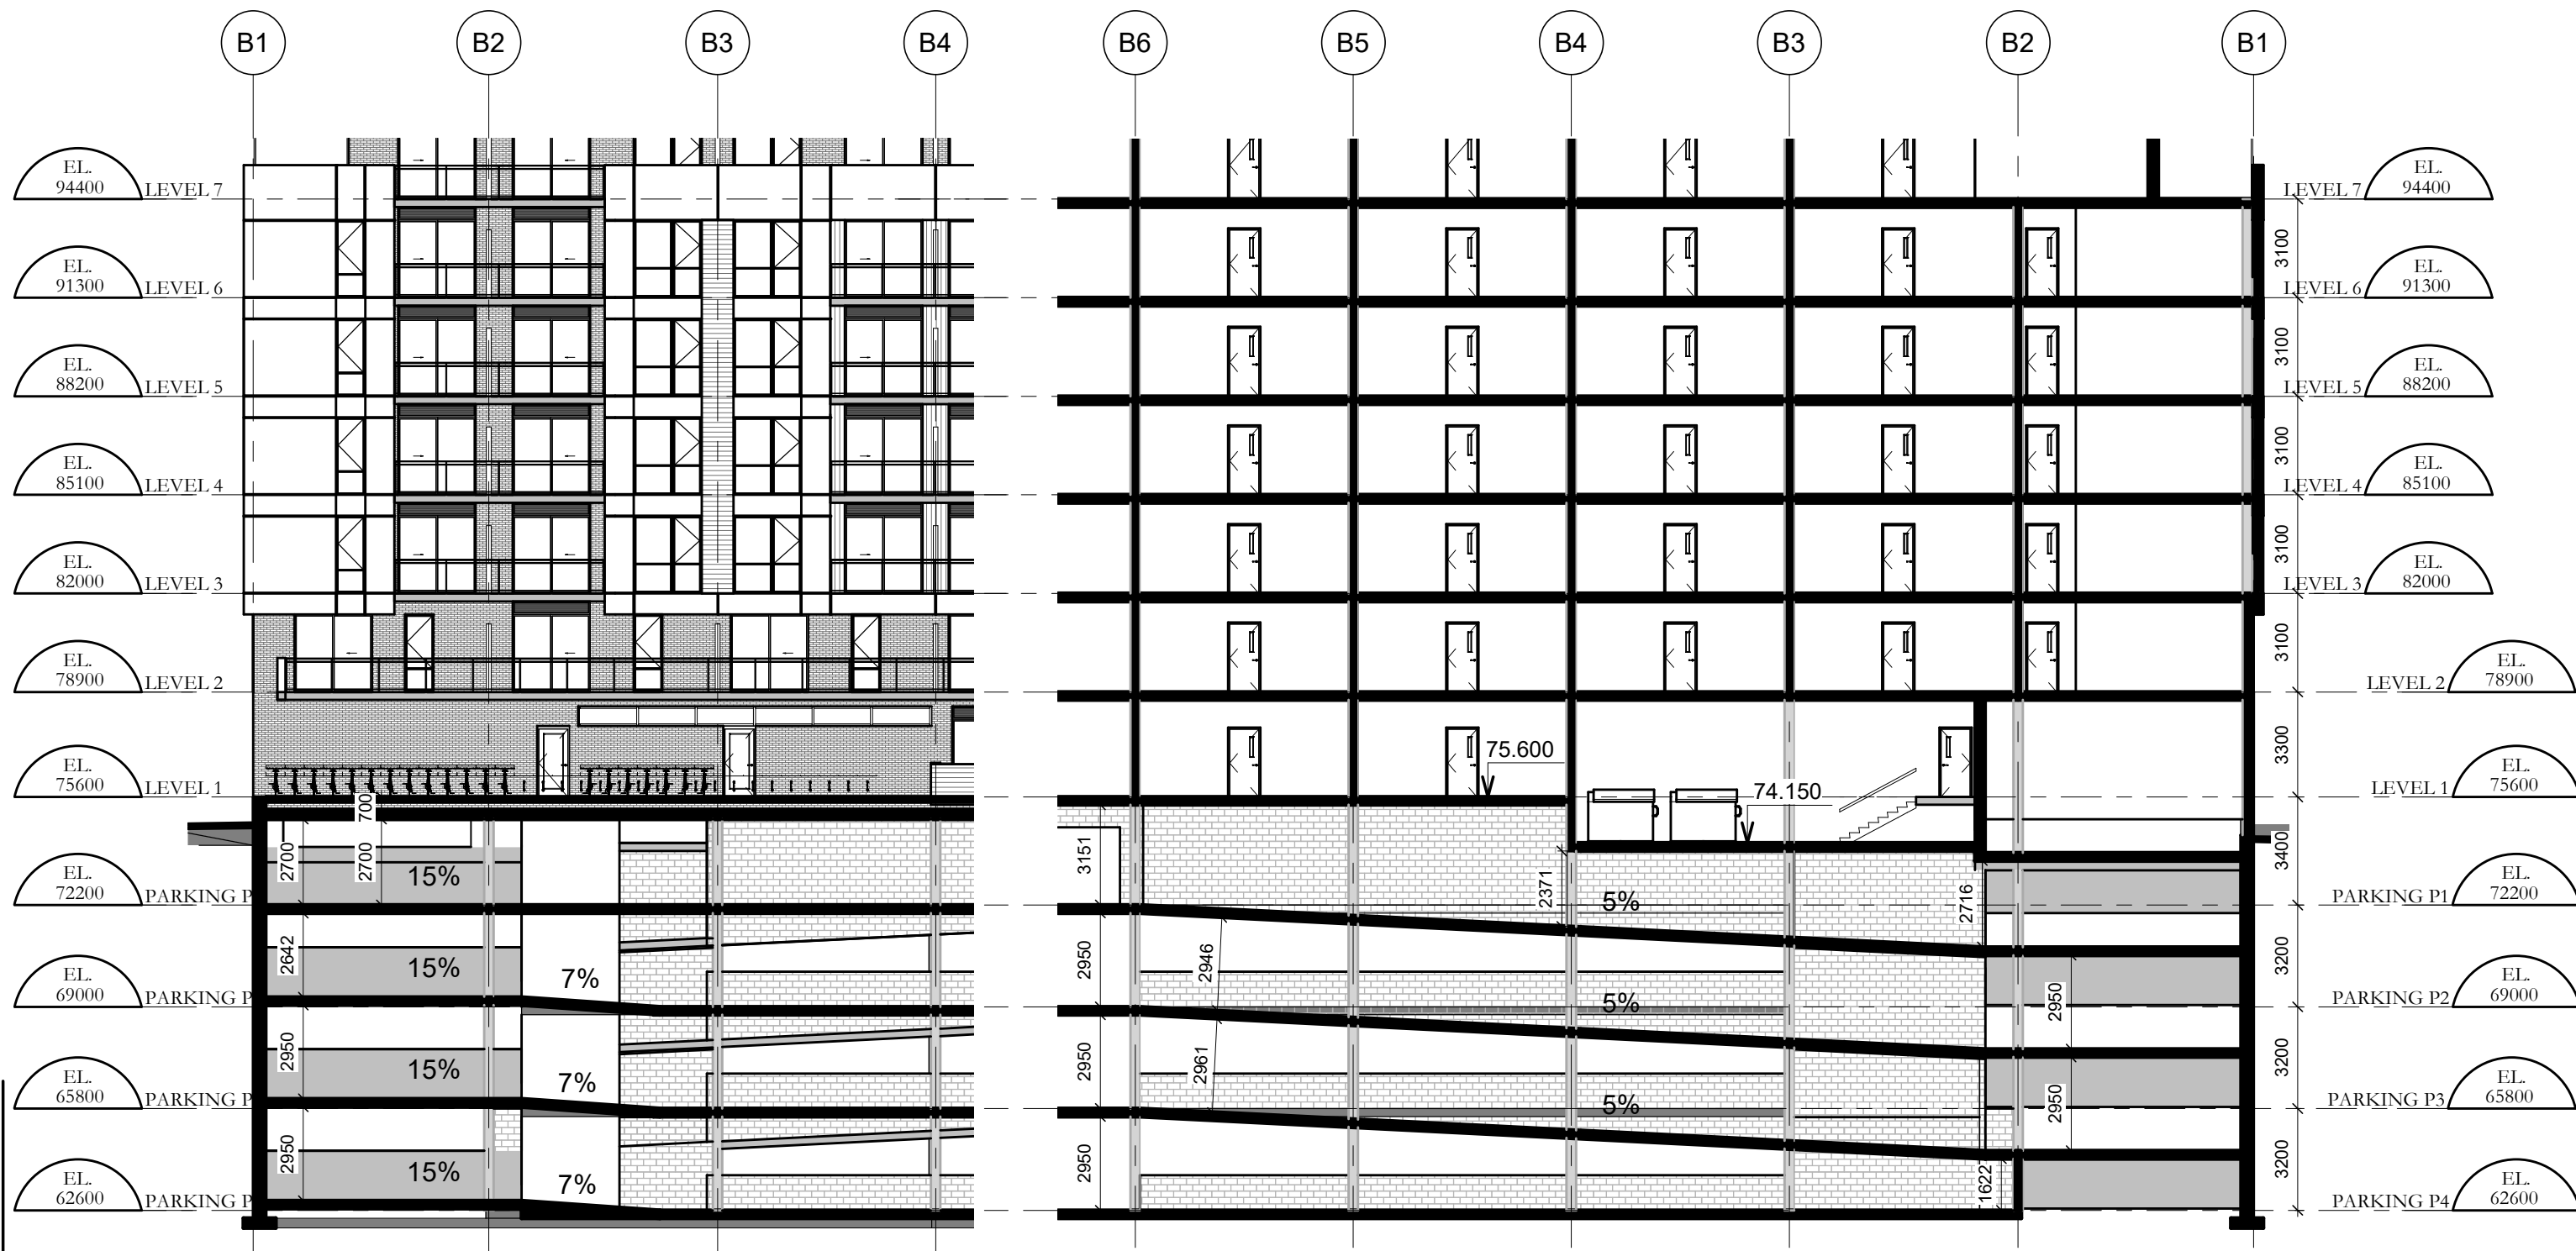 B1 B2 B3 B4 B6 B5 B4 B3 B2 B1
EL.
94400
LEVEL 7
LEVEL 7
EL.
94400
3100
EL.
91300
LEVEL 6
LEVEL 6
EL.
91300
3100
EL.
88200
LEVEL 5
LEVEL 5
EL.
88200
3100
EL.
85100
LEVEL 4
LEVEL 4
EL.
85100
3100
EL.
82000
LEVEL 3
LEVEL 3
EL.
82000
3100
EL.
78900
LEVEL 2
LEVEL 2
EL.
78900
3300
75.600
74.150
EL.
75600
LEVEL 1
LEVEL 1
EL.
75600
700
2700
2700
15%
3151
2371
5%
2716
3400
EL.
72200
PARKING P
PARKING P1
EL.
72200
2642
15%
7%
2950
2946
5%
2950
3200
EL.
69000
PARKING P
PARKING P2
EL.
69000
2950
15%
7%
2950
2961
5%
2950
3200
EL.
65800
PARKING P
PARKING P3
EL.
65800
2950
15%
7%
2950
1622
3200
EL.
62600
PARKING P
PARKING P4
EL.
62600